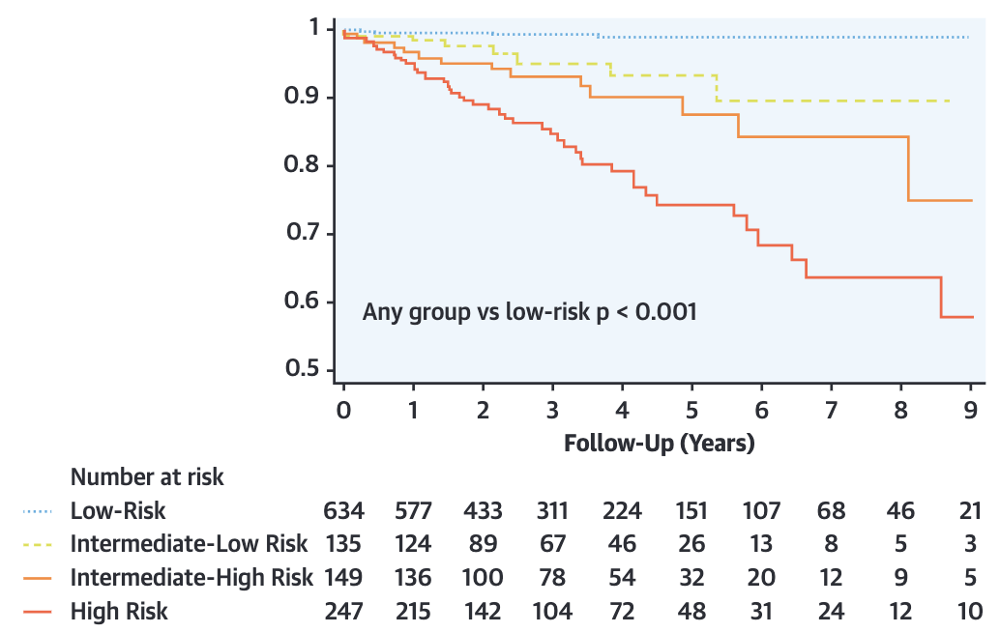 1
0.9
0.8
0.7
0.6
0.5
Any group vs low-risk p < 0.001
0 1 2 3 4 5 6 7 8 9
Follow-Up (Years)
Number at risk
Low-Risk 634 577 433 311 224 151 107 68 46 21
Intermediate-Low Risk 135 124 89 67 46 26 13 8 5 3
Intermediate-High Risk 149 136 100 78 54 32 20 12 9 5
High Risk 247 215 142 104 72 48 31 24 12 10